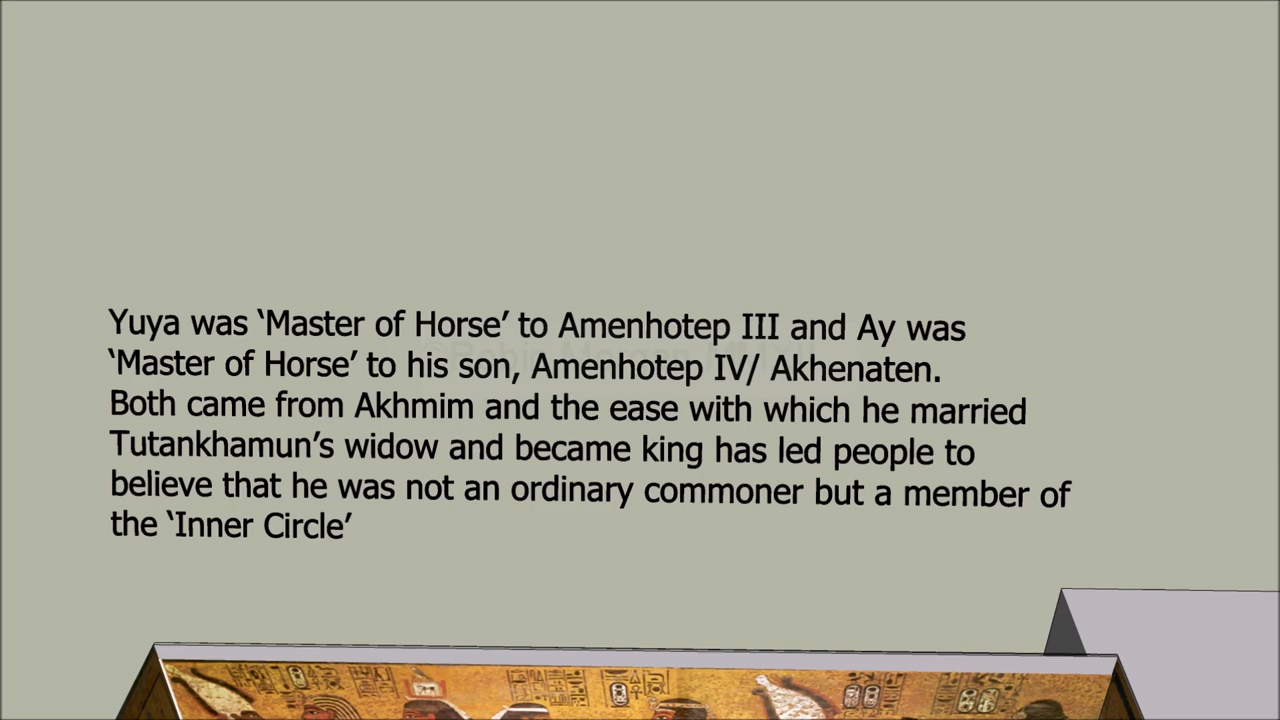 Yuya was ‘Master of Horse’ to Amenhotep III and Ay was
‘Master of Horse’ to his son, Amenhotep IV/ Akhenaten.
Both came from Akhmim and the ease with which he married
Tutankhamun’s widow and became king has led people to
believe that he was not an ordinary commoner but a member of
the ‘Inner Circle’